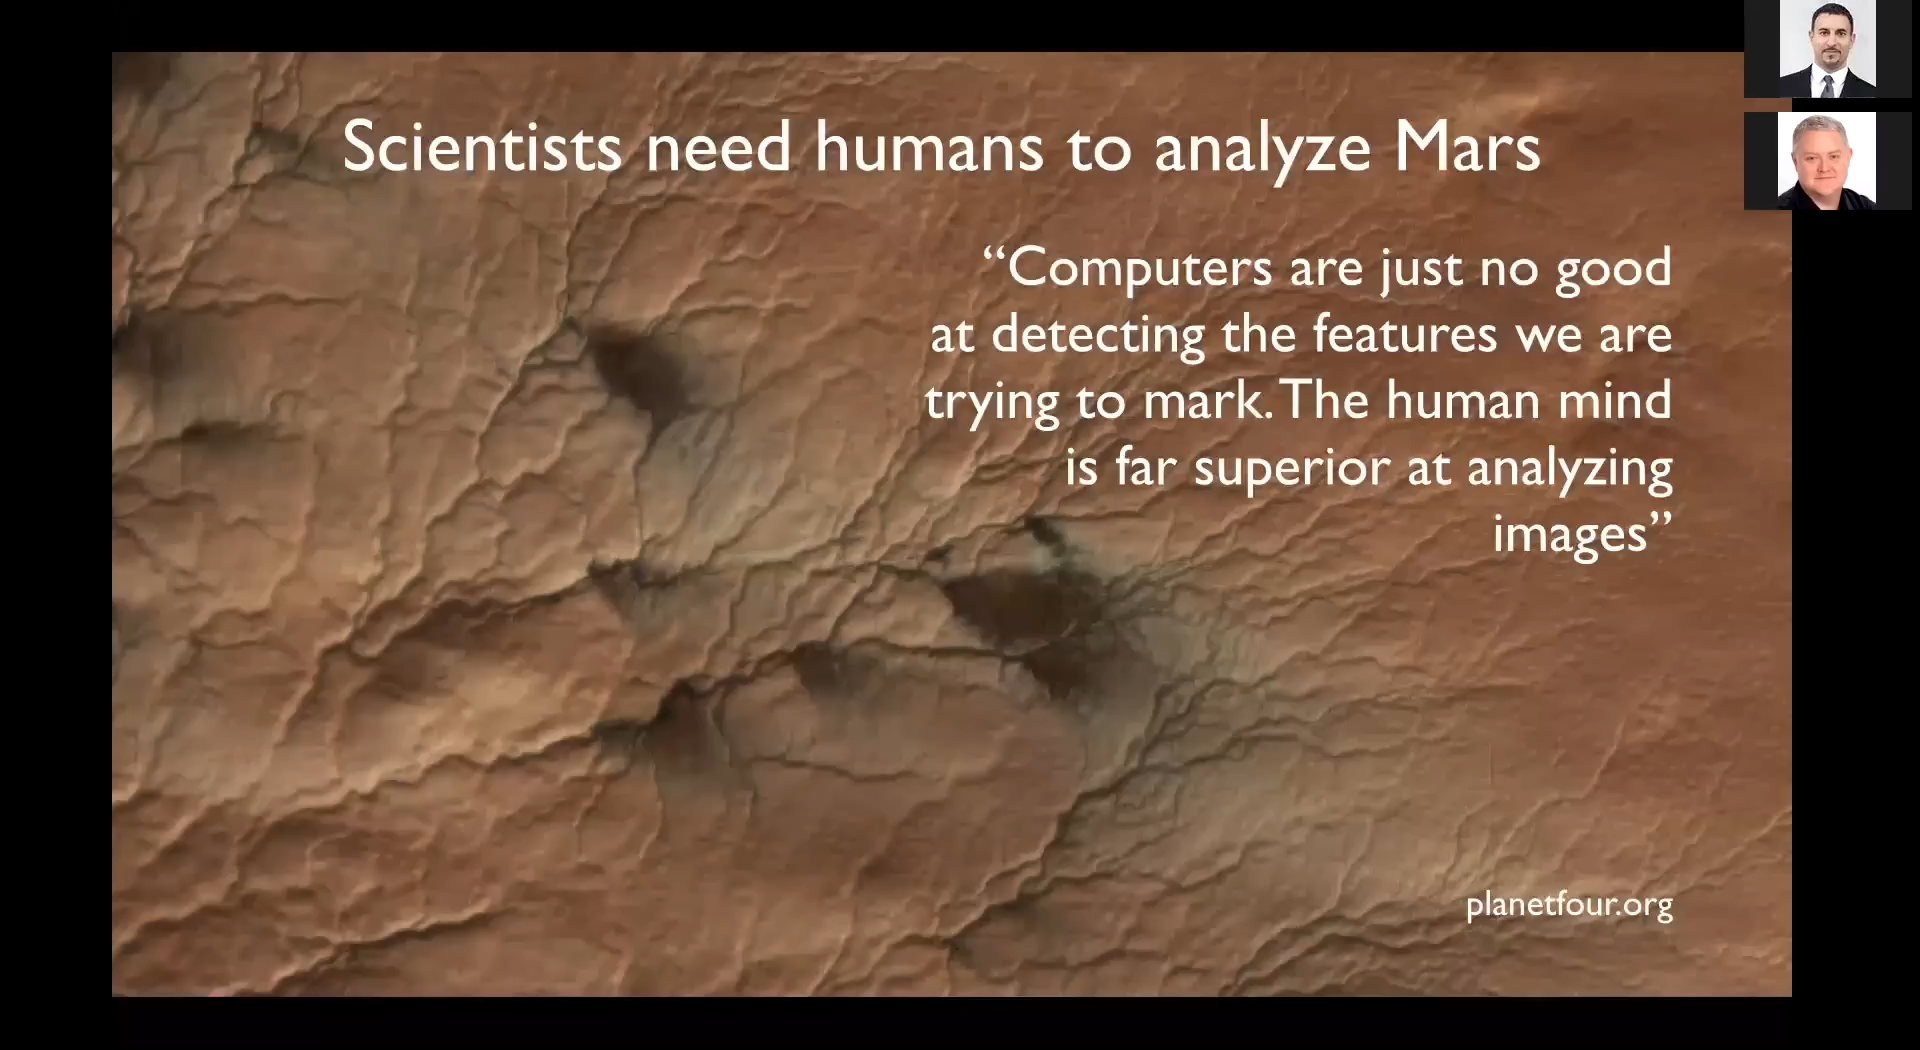 Scientists need humans to analyze Mars
“Computers are just no good
at detecting the features we are
trying to mark. The human mind
is far superior at analyzing
images”
planetfour.org